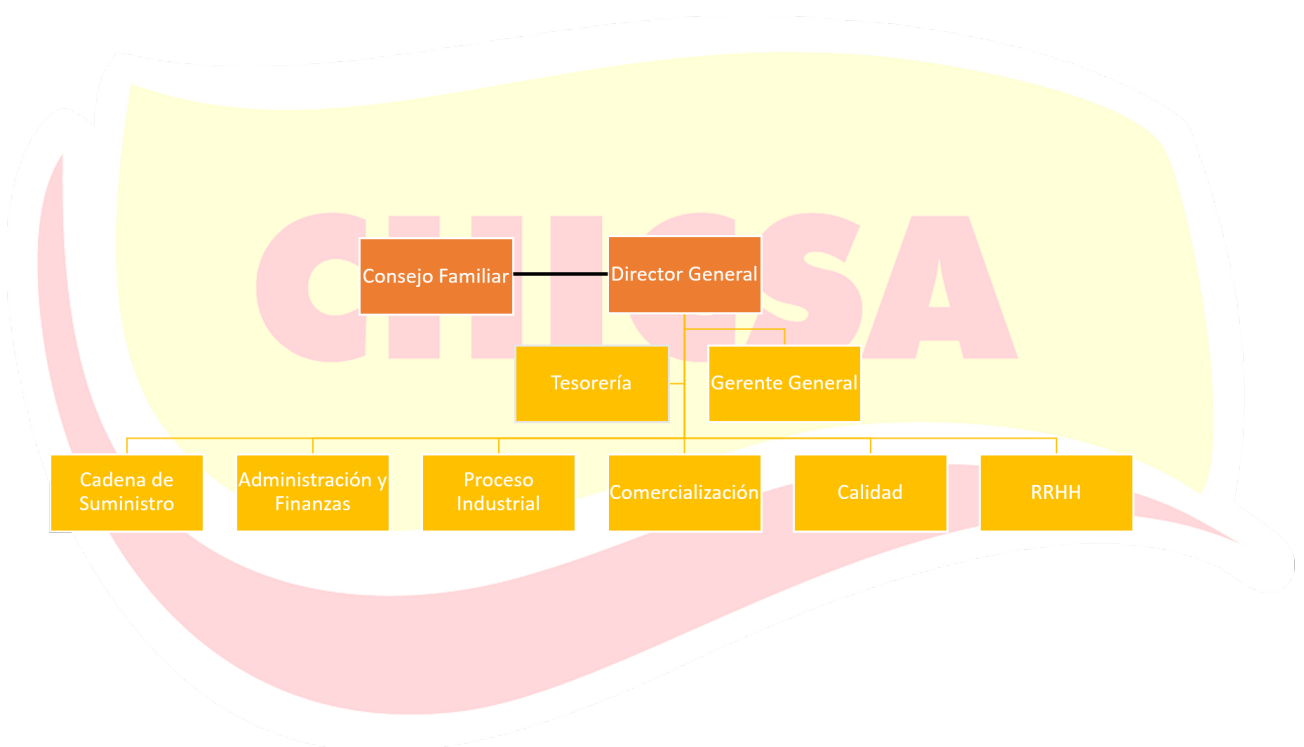 CHICSA
Consejo Familiar
Director General
Tesorería
Gerente General
Cadena de
Suministro
Administración y
Finanzas
Proceso
Industrial
Comercialización
Calidad
RRHH